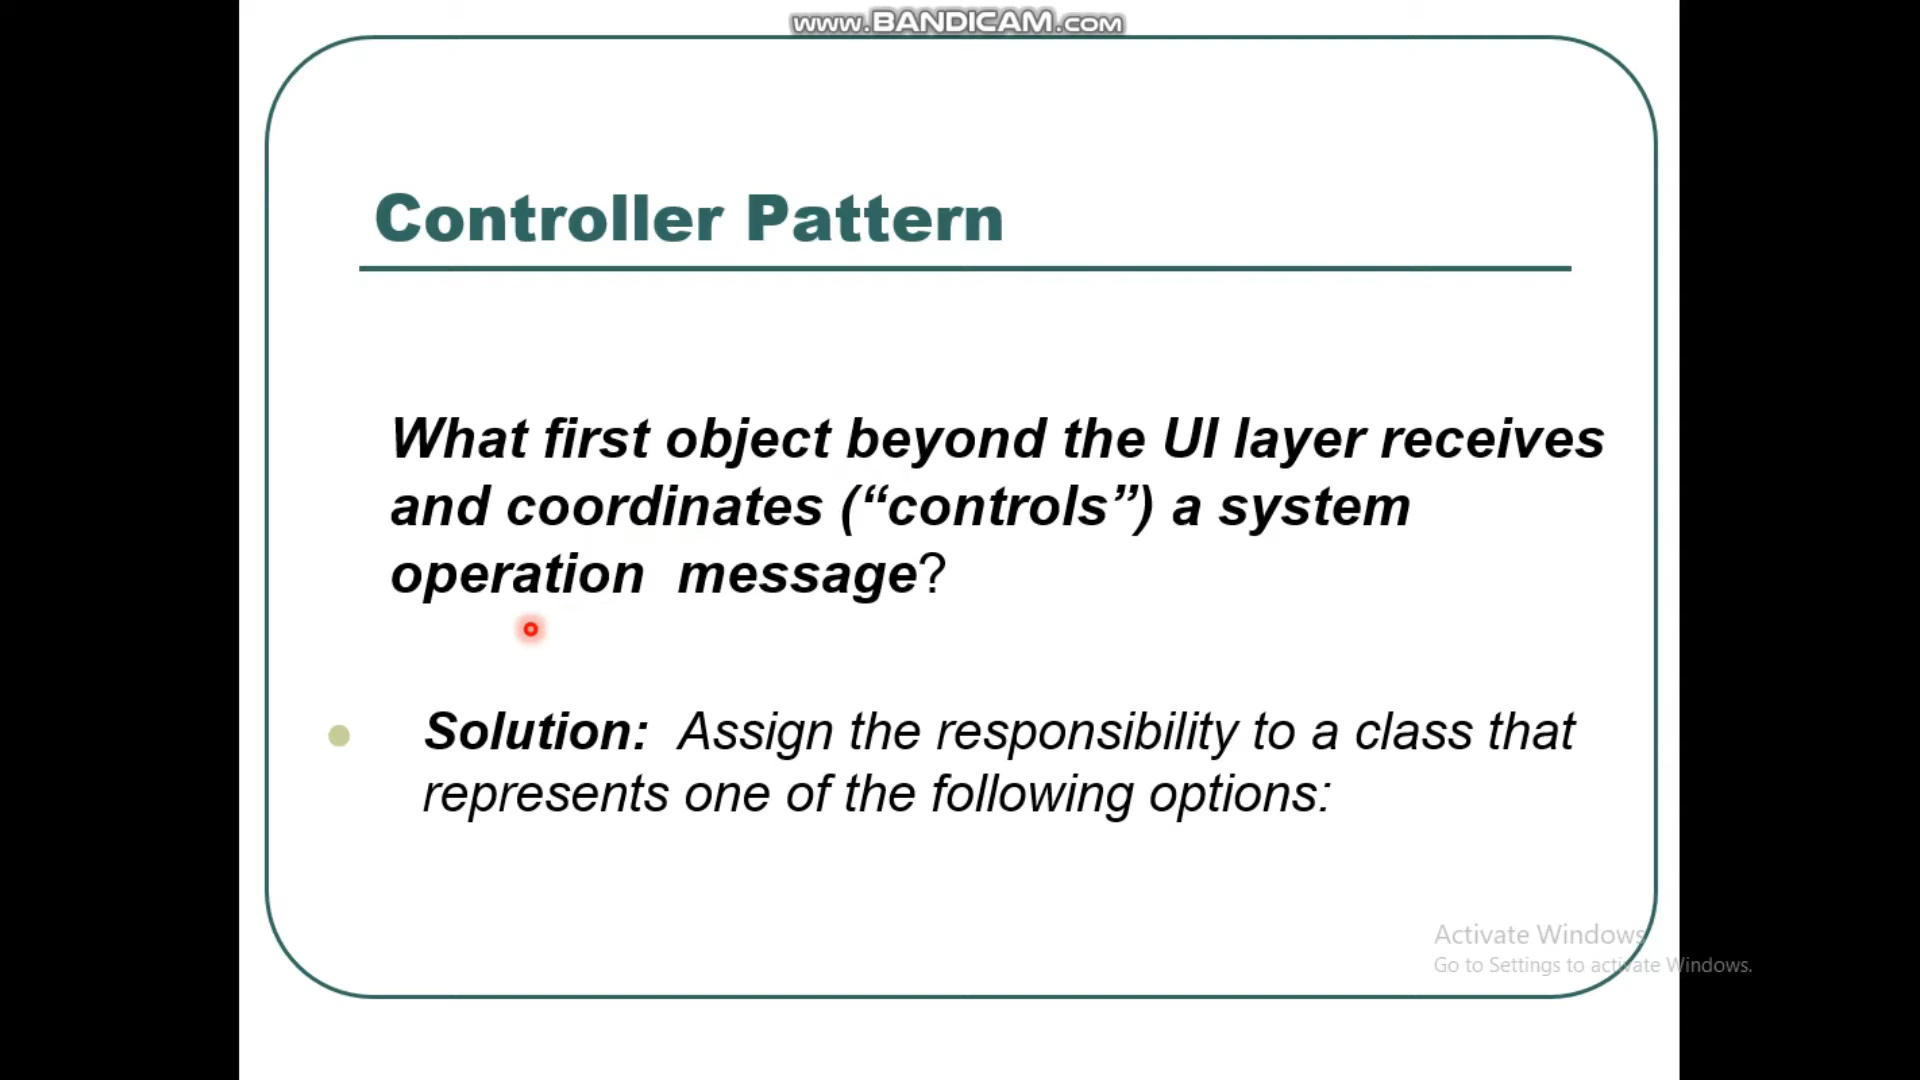 www.BANDICAM.com
Controller Pattern
What first object beyond the UI layer receives
and coordinates (“controls”) a system
operation  message?
Solution:  Assign the responsibility to a class that
represents one of the following options:
Activate Windows
Go to Settings to activate Windows.